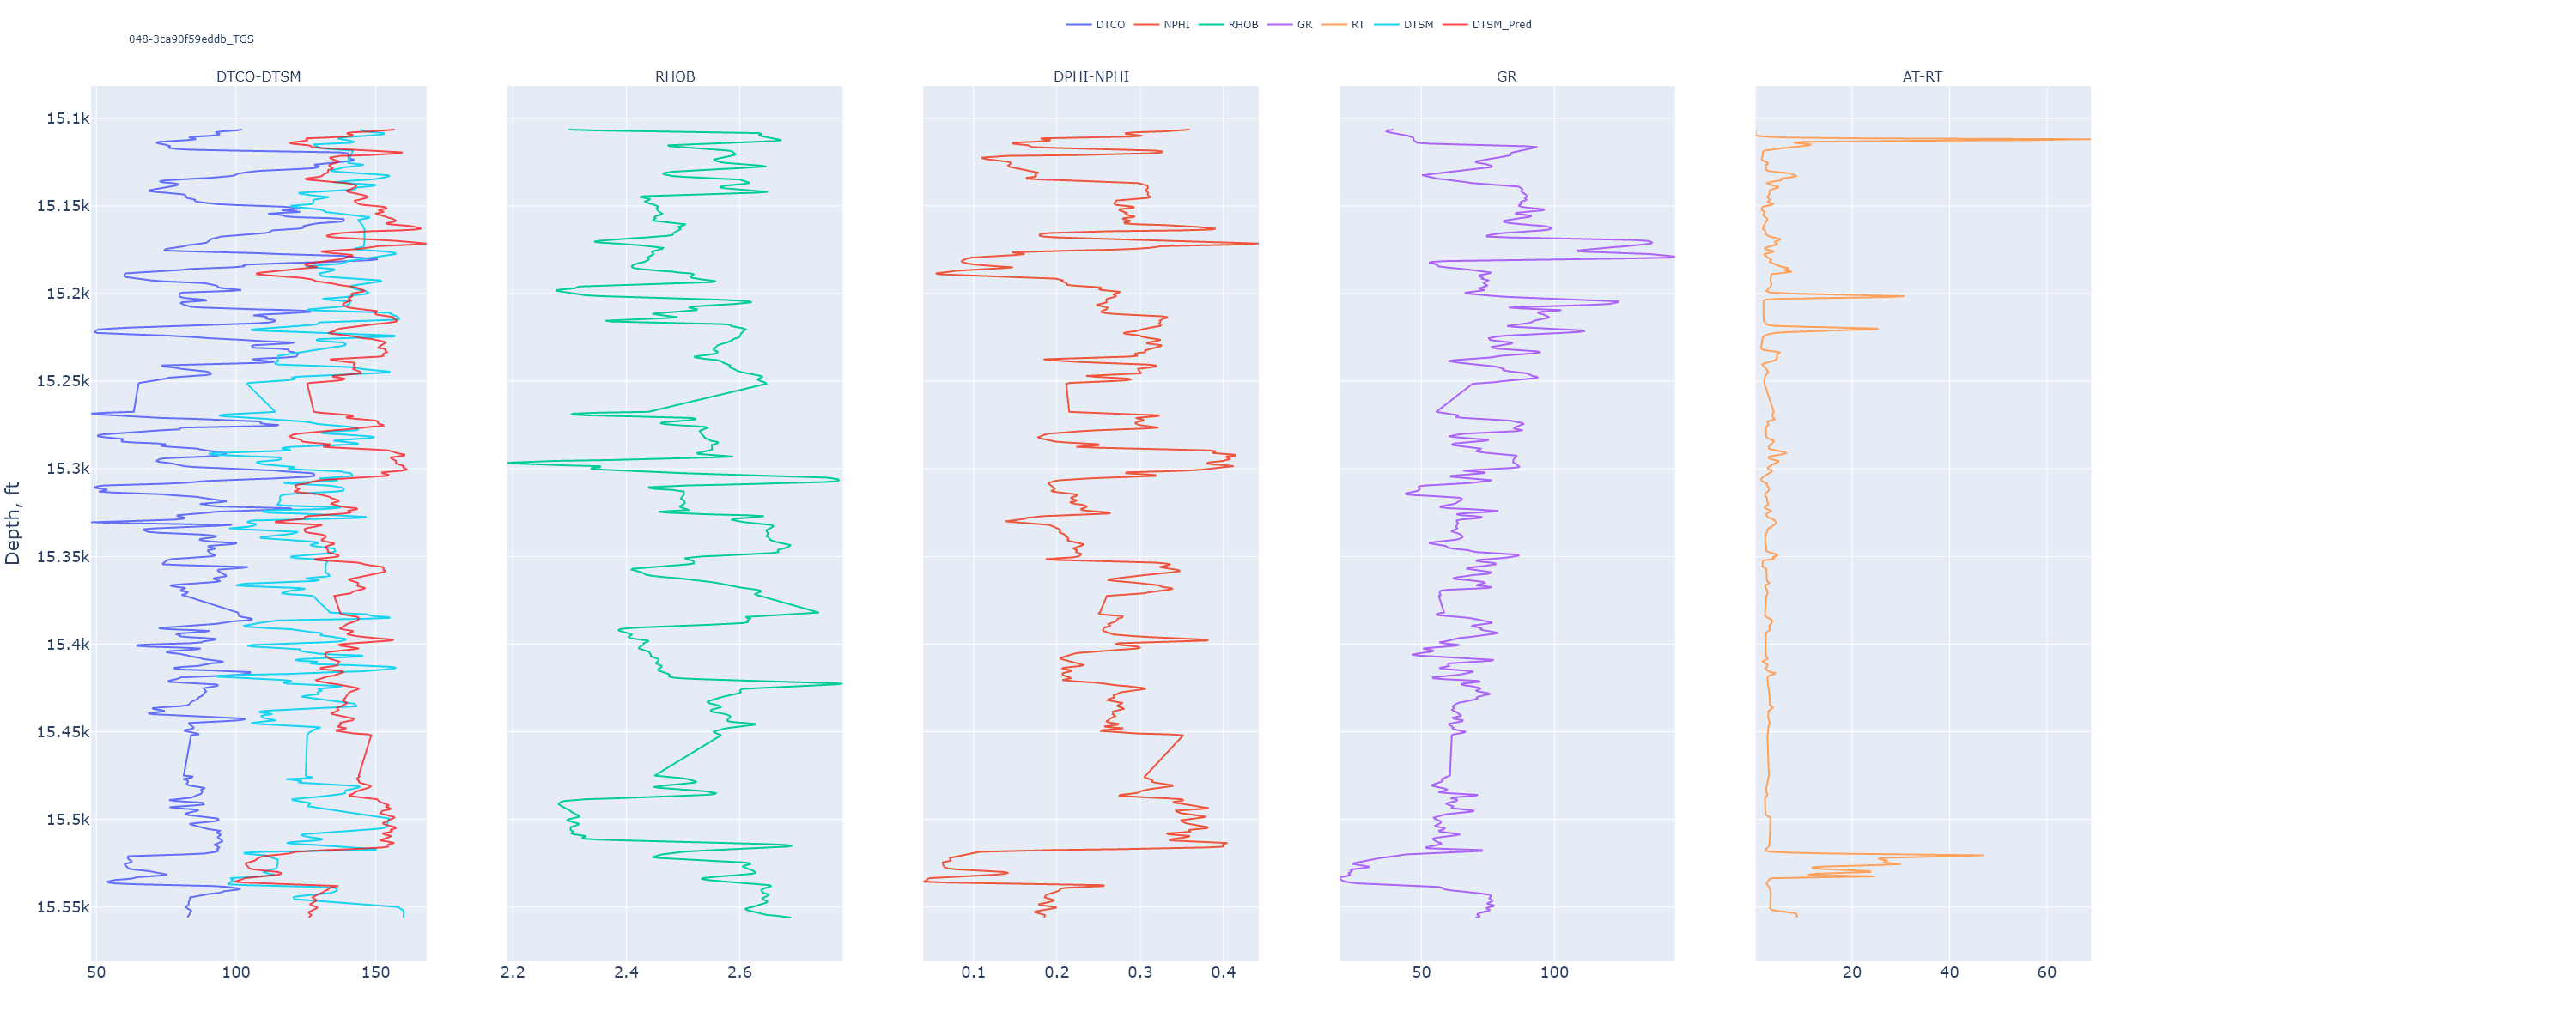 DTCO NPHI RHOB GR RT DTSM DTSM_Pred
048-3ca90f59eddb_TGS
DTCO-DTSM RHOB DPHI-NPHI GR AT-RT
15.1k
15.15k
15.2k
15.25k
15.3k
15.35k
15.4k
15.45k
15.5k
15.55k
Depth, ft
50 100 150 2.2 2.4 2.6 0.1 0.2 0.3 0.4 50 100 20 40 60